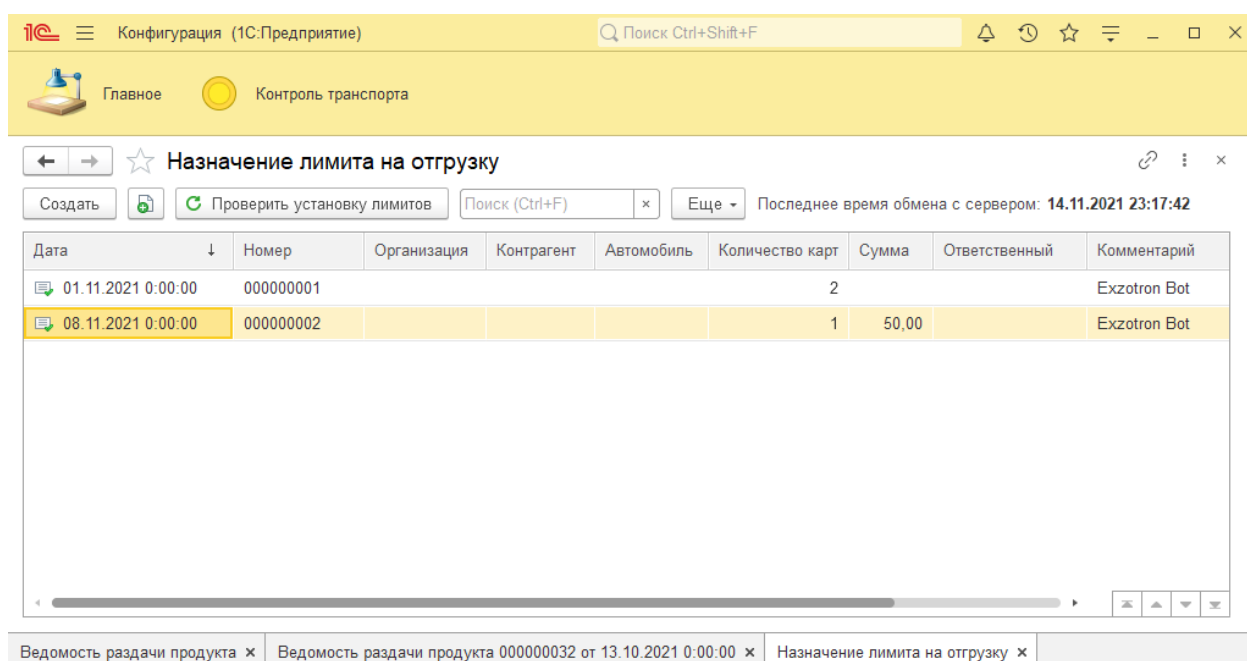 1С Конфигурация (1С:Предприятие) Поиск Ctrl+Shift+F
Главное Контроль транспорта
Назначение лимита на отгрузку
Создать Проверить установку лимитов Поиск (Ctrl+F) × Еще Последнее время обмена с сервером: 14.11.2021 23:17:42
Дата ↓ Номер Организация Контрагент Автомобиль Количество карт Сумма Ответственный Комментарий
01.11.2021 0:00:00 000000001 2 Exzotron Bot
08.11.2021 0:00:00 000000002 1 50,00 Exzotron Bot
Ведомость раздачи продукта × Ведомость раздачи продукта 000000032 от 13.10.2021 0:00:00 × Назначение лимита на отгрузку ×